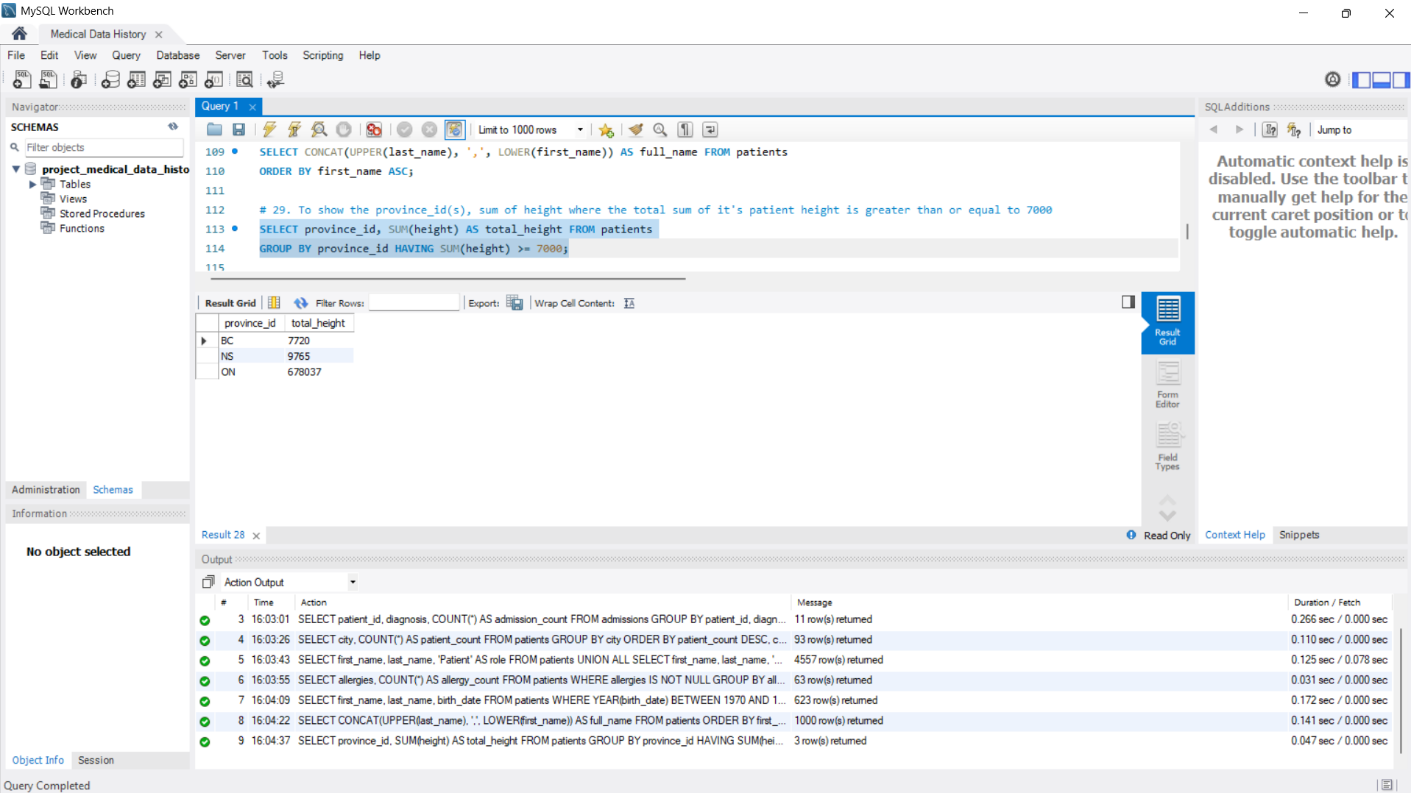 MySQL Workbench
Medical Data History
File Edit View Query Database Server Tools Scripting Help
Navigator
SCHEMAS
Filter objects
project_medical_data_histo
Tables
Views
Stored Procedures
Functions
Administration Schemas
Information
No object selected
Object Info Session
Query Completed
Query 1
Limit to 1000 rows
109 SELECT CONCAT(UPPER(last_name), ',', LOWER(first_name)) AS full_name FROM patients
110 ORDER BY first_name ASC;
111
112 # 29. To show the province_id(s), sum of height where the total sum of it's patient height is greater than or equal to 7000
113 SELECT province_id, SUM(height) AS total_height FROM patients
114 GROUP BY province_id HAVING SUM(height) >= 7000;
115
Result Grid Filter Rows: Export: Wrap Cell Content:
province_id total_height
BC 7720
NS 9765
ON 678037
Result
Grid
Form
Editor
Field
Types
Result 28
Read Only
SQLAdditions
Jump to
Automatic context help is
disabled. Use the toolbar t
manually get help for the
current caret position or to
toggle automatic help.
Context Help Snippets
Output
Action Output
# Time Action Message Duration / Fetch
3 16:03:01 SELECT patient_id, diagnosis, COUNT(*) AS admission_count FROM admissions GROUP BY patient_id, diagn... 11 row(s) returned 0.266 sec / 0.000 sec
4 16:03:26 SELECT city, COUNT(*) AS patient_count FROM patients GROUP BY city ORDER BY patient_count DESC, c... 93 row(s) returned 0.110 sec / 0.000 sec
5 16:03:43 SELECT first_name, last_name, 'Patient' AS role FROM patients UNION ALL SELECT first_name, last_name, '... 4557 row(s) returned 0.125 sec / 0.078 sec
6 16:03:55 SELECT allergies, COUNT(*) AS allergy_count FROM patients WHERE allergies IS NOT NULL GROUP BY all... 63 row(s) returned 0.031 sec / 0.000 sec
7 16:04:09 SELECT first_name, last_name, birth_date FROM patients WHERE YEAR(birth_date) BETWEEN 1970 AND 1... 623 row(s) returned 0.172 sec / 0.000 sec
8 16:04:22 SELECT CONCAT(UPPER(last_name), ',', LOWER(first_name)) AS full_name FROM patients ORDER BY first_... 1000 row(s) returned 0.141 sec / 0.000 sec
9 16:04:37 SELECT province_id, SUM(height) AS total_height FROM patients GROUP BY province_id HAVING SUM(hei... 3 row(s) returned 0.047 sec / 0.000 sec